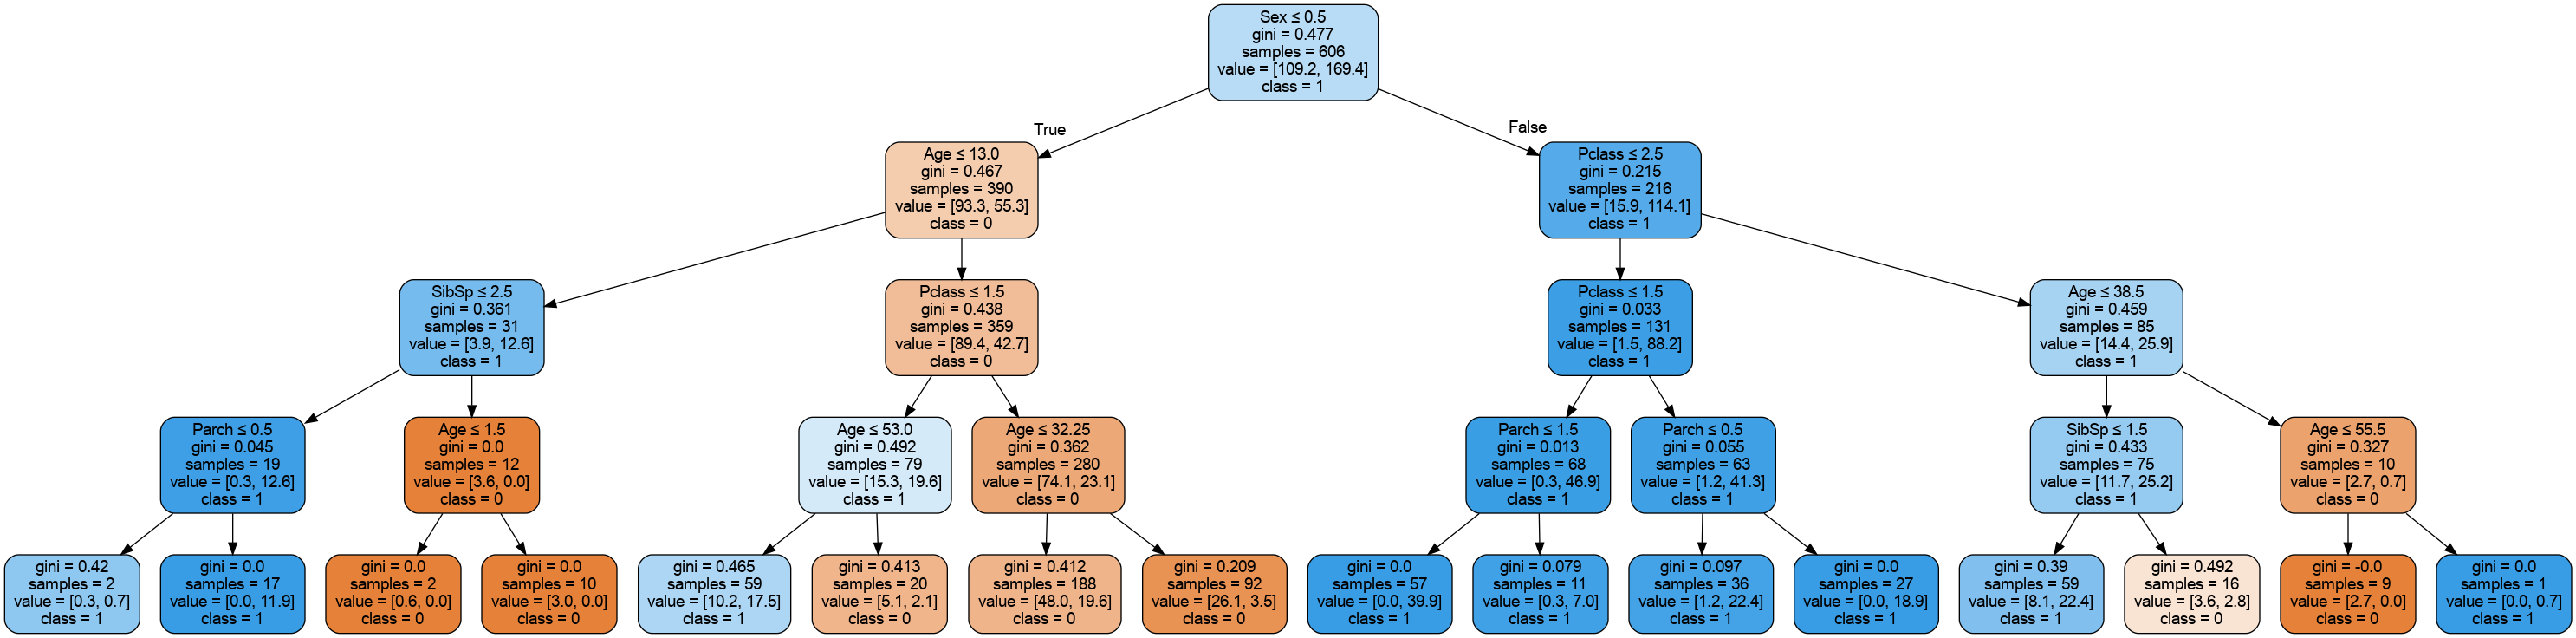 Sex ≤ 0.5
gini = 0.477
samples = 606
value = [109.2, 169.4]
class = 1
True
False
Age ≤ 13.0
gini = 0.467
samples = 390
value = [93.3, 55.3]
class = 0
Pclass ≤ 2.5
gini = 0.215
samples = 216
value = [15.9, 114.1]
class = 1
SibSp ≤ 2.5
gini = 0.361
samples = 31
value = [3.9, 12.6]
class = 1
Pclass ≤ 1.5
gini = 0.438
samples = 359
value = [89.4, 42.7]
class = 0
Pclass ≤ 1.5
gini = 0.033
samples = 131
value = [1.5, 88.2]
class = 1
Age ≤ 38.5
gini = 0.459
samples = 85
value = [14.4, 25.9]
class = 1
Parch ≤ 0.5
gini = 0.045
samples = 19
value = [0.3, 12.6]
class = 1
Age ≤ 1.5
gini = 0.0
samples = 12
value = [3.6, 0.0]
class = 0
Age ≤ 53.0
gini = 0.492
samples = 79
value = [15.3, 19.6]
class = 1
Age ≤ 32.25
gini = 0.362
samples = 280
value = [74.1, 23.1]
class = 0
Parch ≤ 1.5
gini = 0.013
samples = 68
value = [0.3, 46.9]
class = 1
Parch ≤ 0.5
gini = 0.055
samples = 63
value = [1.2, 41.3]
class = 1
SibSp ≤ 1.5
gini = 0.433
samples = 75
value = [11.7, 25.2]
class = 1
Age ≤ 55.5
gini = 0.327
samples = 10
value = [2.7, 0.7]
class = 0
gini = 0.42
samples = 2
value = [0.3, 0.7]
class = 1
gini = 0.0
samples = 17
value = [0.0, 11.9]
class = 1
gini = 0.0
samples = 2
value = [0.6, 0.0]
class = 0
gini = 0.0
samples = 10
value = [3.0, 0.0]
class = 0
gini = 0.465
samples = 59
value = [10.2, 17.5]
class = 1
gini = 0.413
samples = 20
value = [5.1, 2.1]
class = 0
gini = 0.412
samples = 188
value = [48.0, 19.6]
class = 0
gini = 0.209
samples = 92
value = [26.1, 3.5]
class = 0
gini = 0.0
samples = 57
value = [0.0, 39.9]
class = 1
gini = 0.079
samples = 11
value = [0.3, 7.0]
class = 1
gini = 0.097
samples = 36
value = [1.2, 22.4]
class = 1
gini = 0.0
samples = 27
value = [0.0, 18.9]
class = 1
gini = 0.39
samples = 59
value = [8.1, 22.4]
class = 1
gini = 0.492
samples = 16
value = [3.6, 2.8]
class = 0
gini = -0.0
samples = 9
value = [2.7, 0.0]
class = 0
gini = 0.0
samples = 1
value = [0.0, 0.7]
class = 1